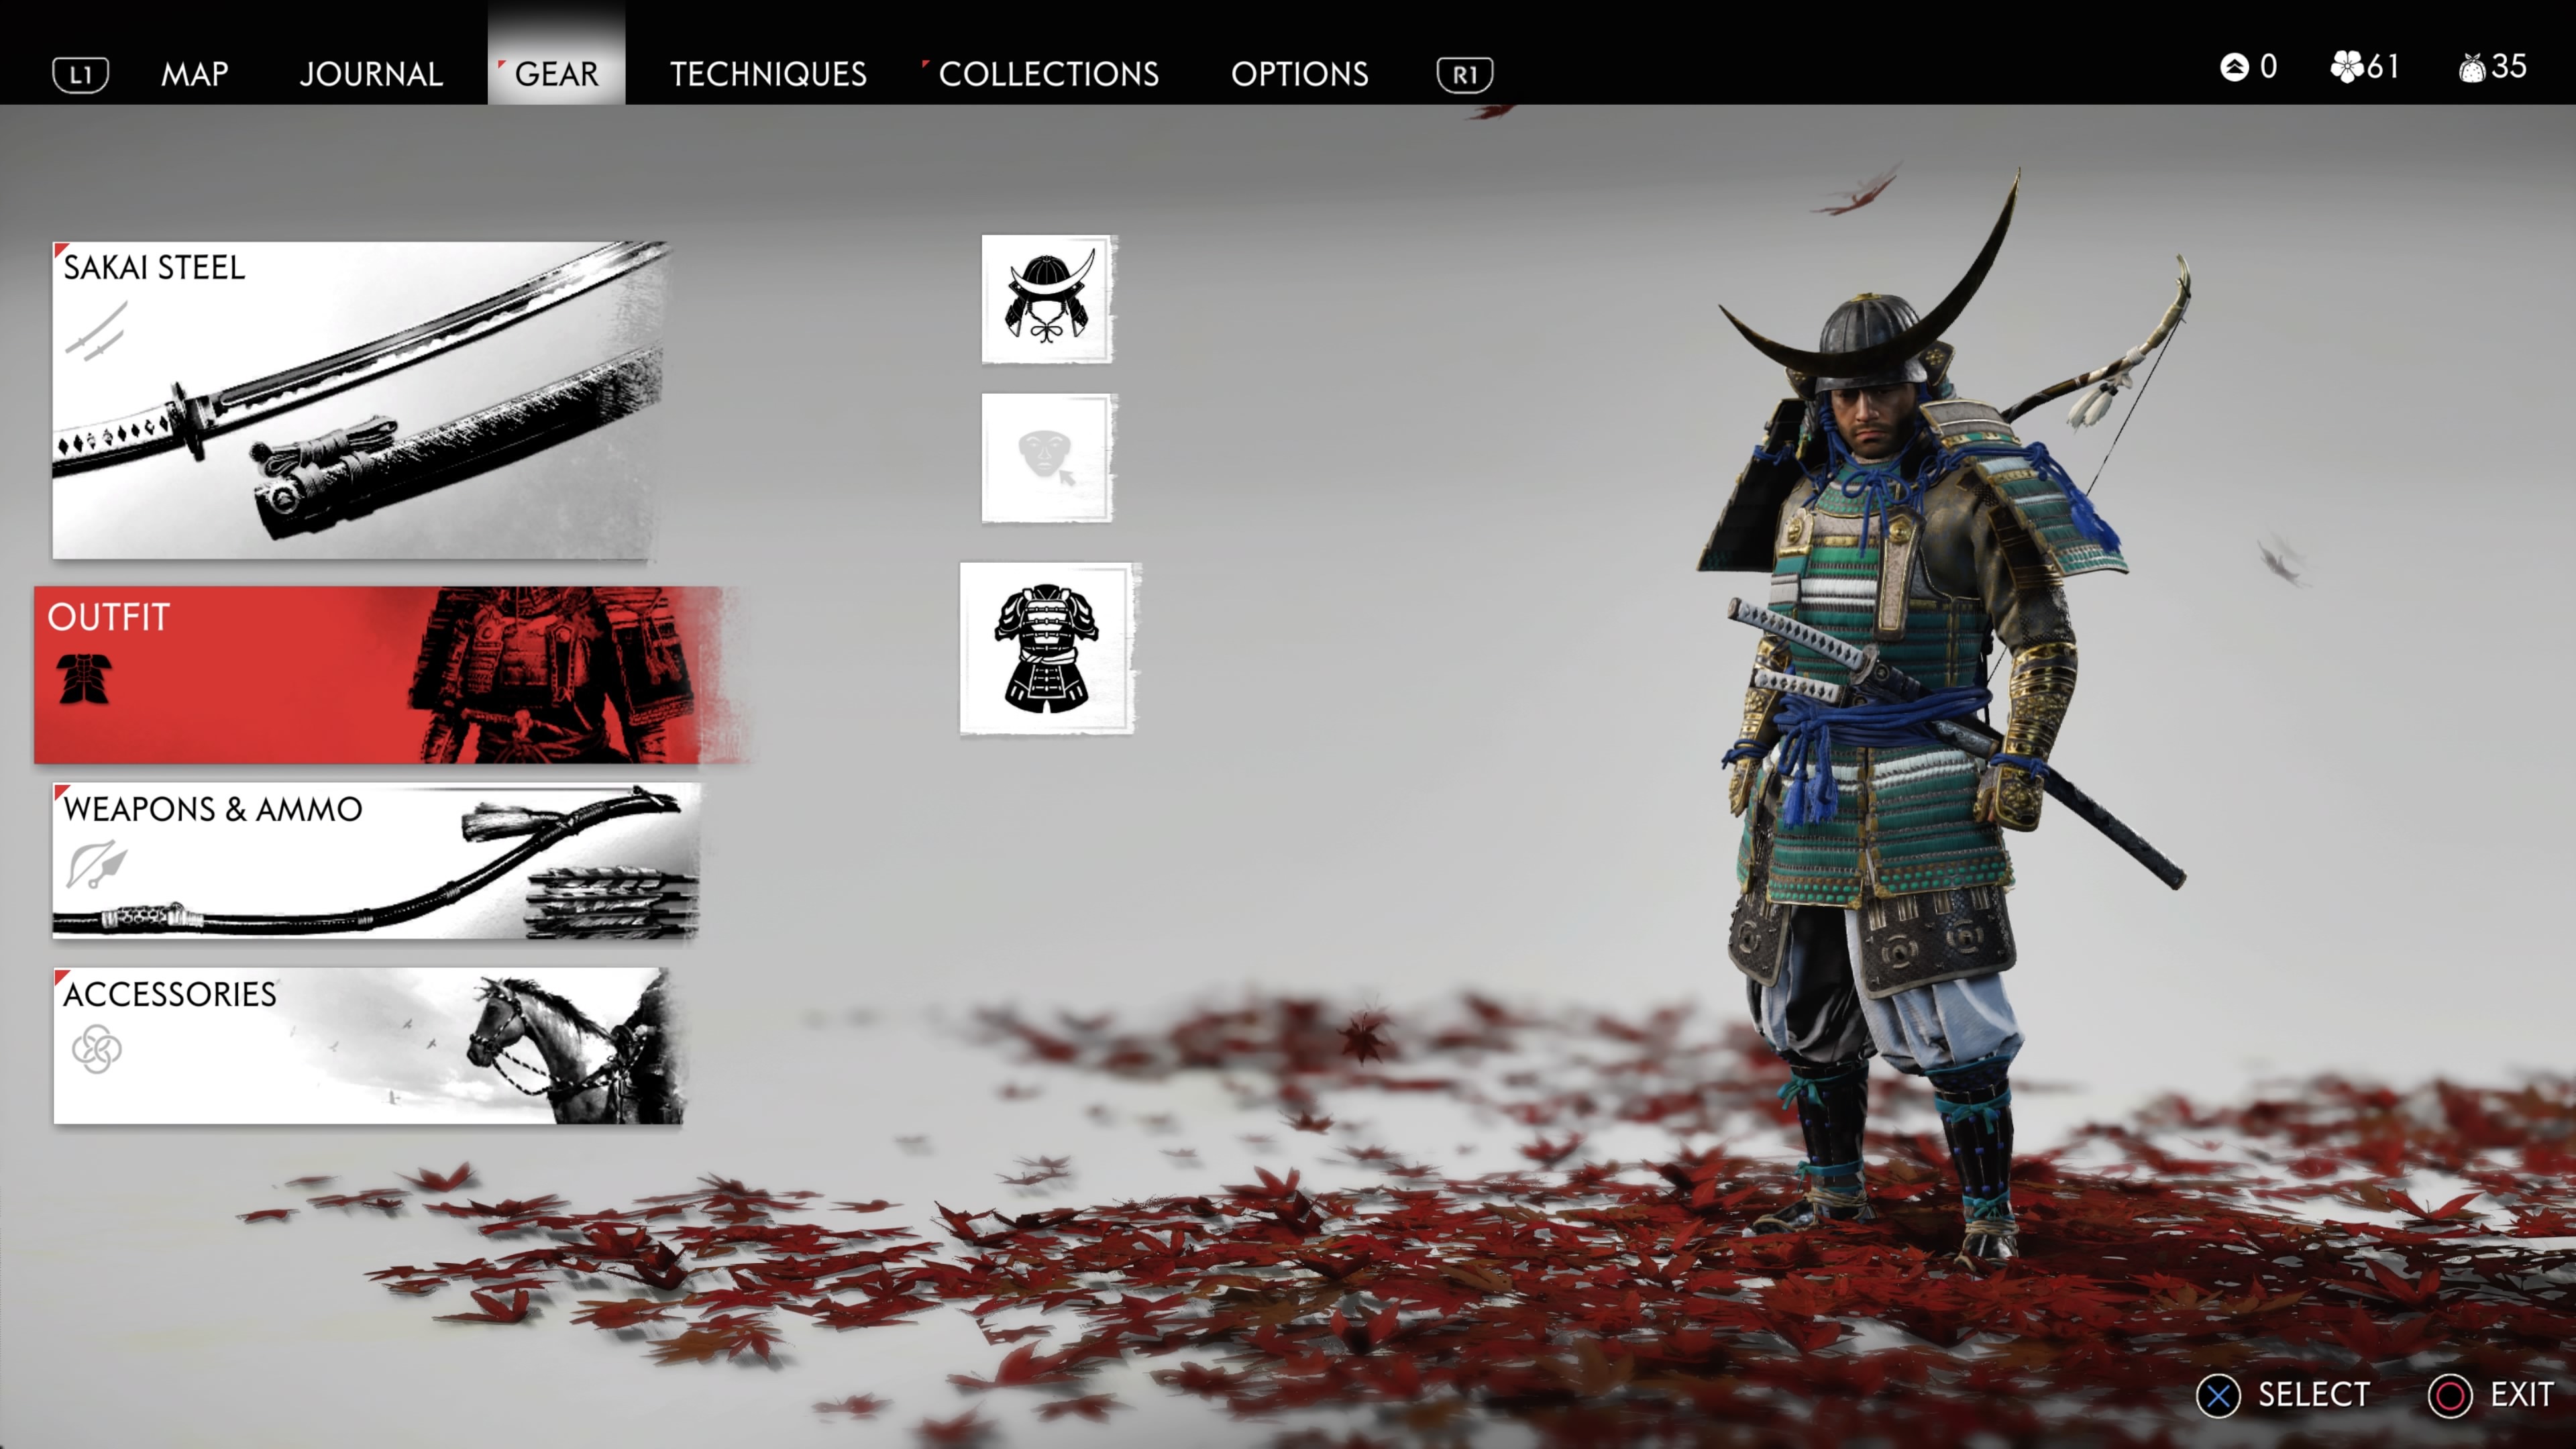 L1 MAP JOURNAL GEAR TECHNIQUES COLLECTIONS OPTIONS R1 0 61 35
SAKAI STEEL
OUTFIT
WEAPONS & AMMO
ACCESSORIES
SELECT EXIT